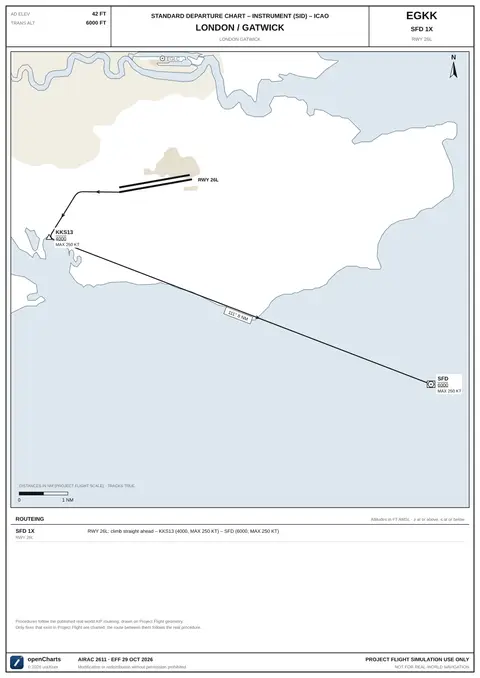 AD ELEV 42 FT
TRANS ALT 6000 FT
STANDARD DEPARTURE CHART – INSTRUMENT (SID) – ICAO
LONDON / GATWICK
LONDON GATWICK
EGKK
SFD 1X
RWY 26L
N
EGLC
RWY 26L
KKS13
4000
MAX 250 KT
111° 9 NM
SFD
6000
MAX 250 KT
DISTANCES IN NM (PROJECT FLIGHT SCALE) · TRACKS TRUE
0 1 NM
ROUTEING
Altitudes in FT AMSL · ≥ at or above, ≤ at or below
SFD 1X
RWY 26L: climb straight ahead – KKS13 (4000, MAX 250 KT) – SFD (6000, MAX 250 KT)
RWY 26L
Procedures follow the published real-world AIP routeing, drawn on Project Flight geometry.
Only fixes that exist in Project Flight are charted; the route between them follows the real procedure.
openCharts
© 2026
AIRAC 2611 · EFF 29 OCT 2026
Modification or redistribution without permission prohibited
PROJECT FLIGHT SIMULATION USE ONLY
NOT FOR REAL WORLD NAVIGATION